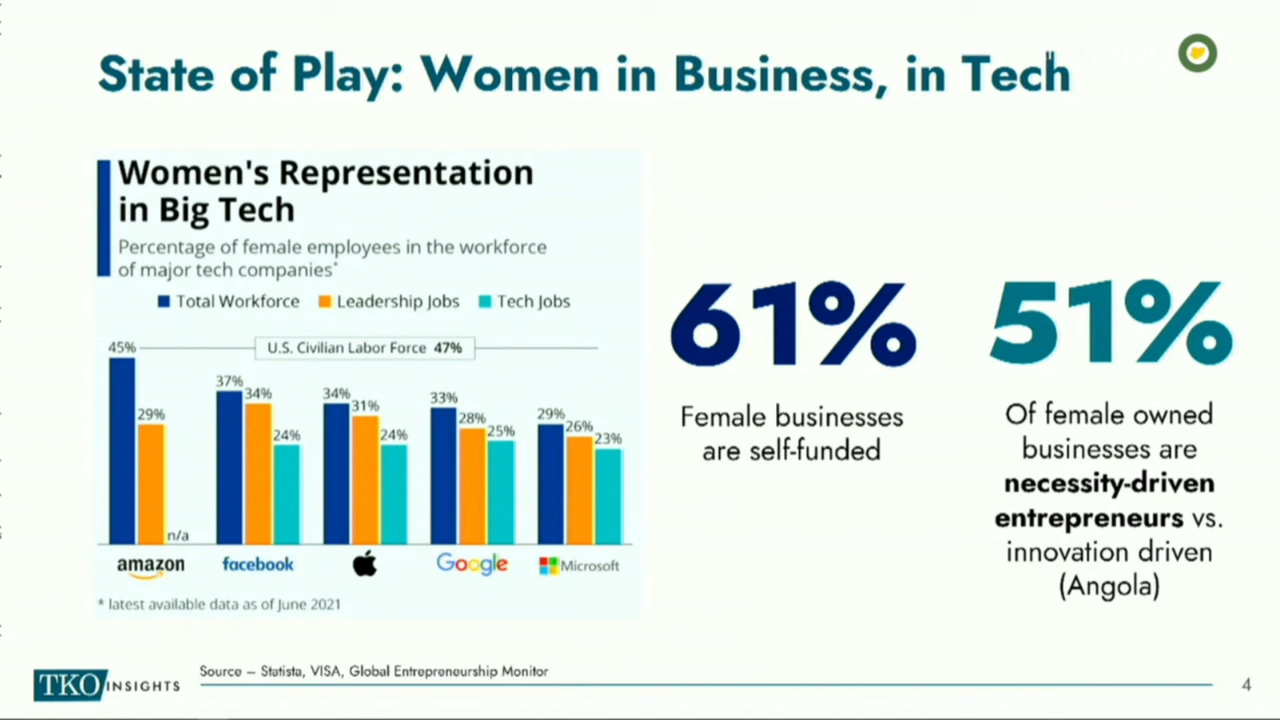 State of Play: Women in Business, in Tech
Women's Representation
in Big Tech
Percentage of female employees in the workforce
of major tech companies*
Total Workforce Leadership Jobs Tech Jobs
U.S. Civilian Labor Force 47%
45% 29% n/a
37% 34% 24%
34% 31% 24%
33% 28% 25%
29% 26% 23%
amazon facebook Google Microsoft
* latest available data as of June 2021
61%
Female businesses
are self-funded
51%
Of female owned
businesses are
necessity-driven
entrepreneurs vs.
innovation driven
(Angola)
TKO INSIGHTS
Source – Statista, VISA, Global Entrepreneurship Monitor
4